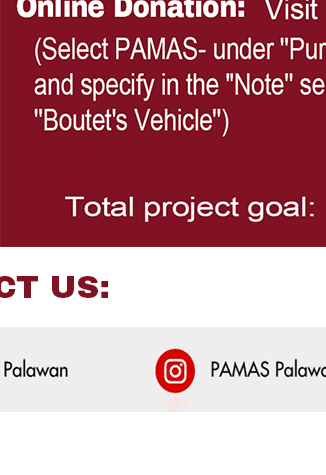 Online Donation: Visit
(Select PAMAS- under "Pur
and specify in the "Note" se
"Boutet's Vehicle")
Total project goal:
CT US:
Palawan PAMAS Palawa